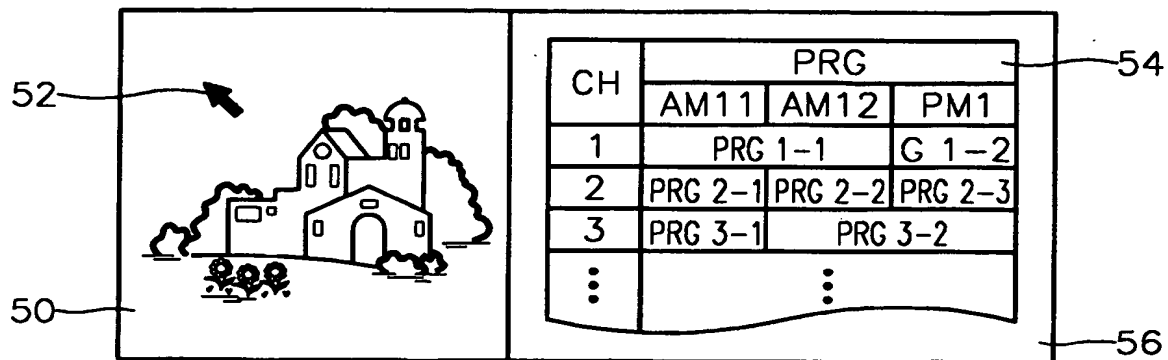 52
50
CH PRG
AM11 AM12 PM1
1 PRG 1-1 G 1-2
2 PRG 2-1 PRG 2-2 PRG 2-3
3 PRG 3-1 PRG 3-2
54
56